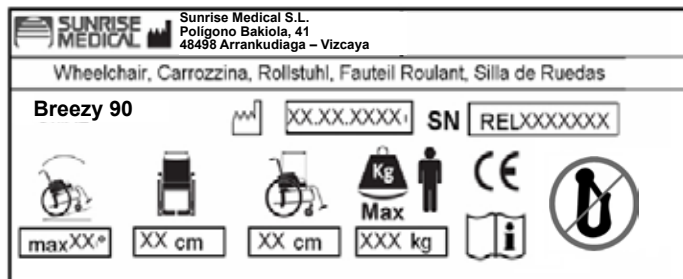 SUNRISE MEDICAL
Sunrise Medical S.L.
Polígono Bakiola, 41
48498 Arrankudiaga – Vizcaya
Wheelchair, Carrozzina, Rollstuhl, Fauteil Roulant, Silla de Ruedas
Breezy 90
XX.XX.XXXX SN RELXXXXXXX
Kg
Max
CE
maxXX.° XX cm XX cm XXX kg
i